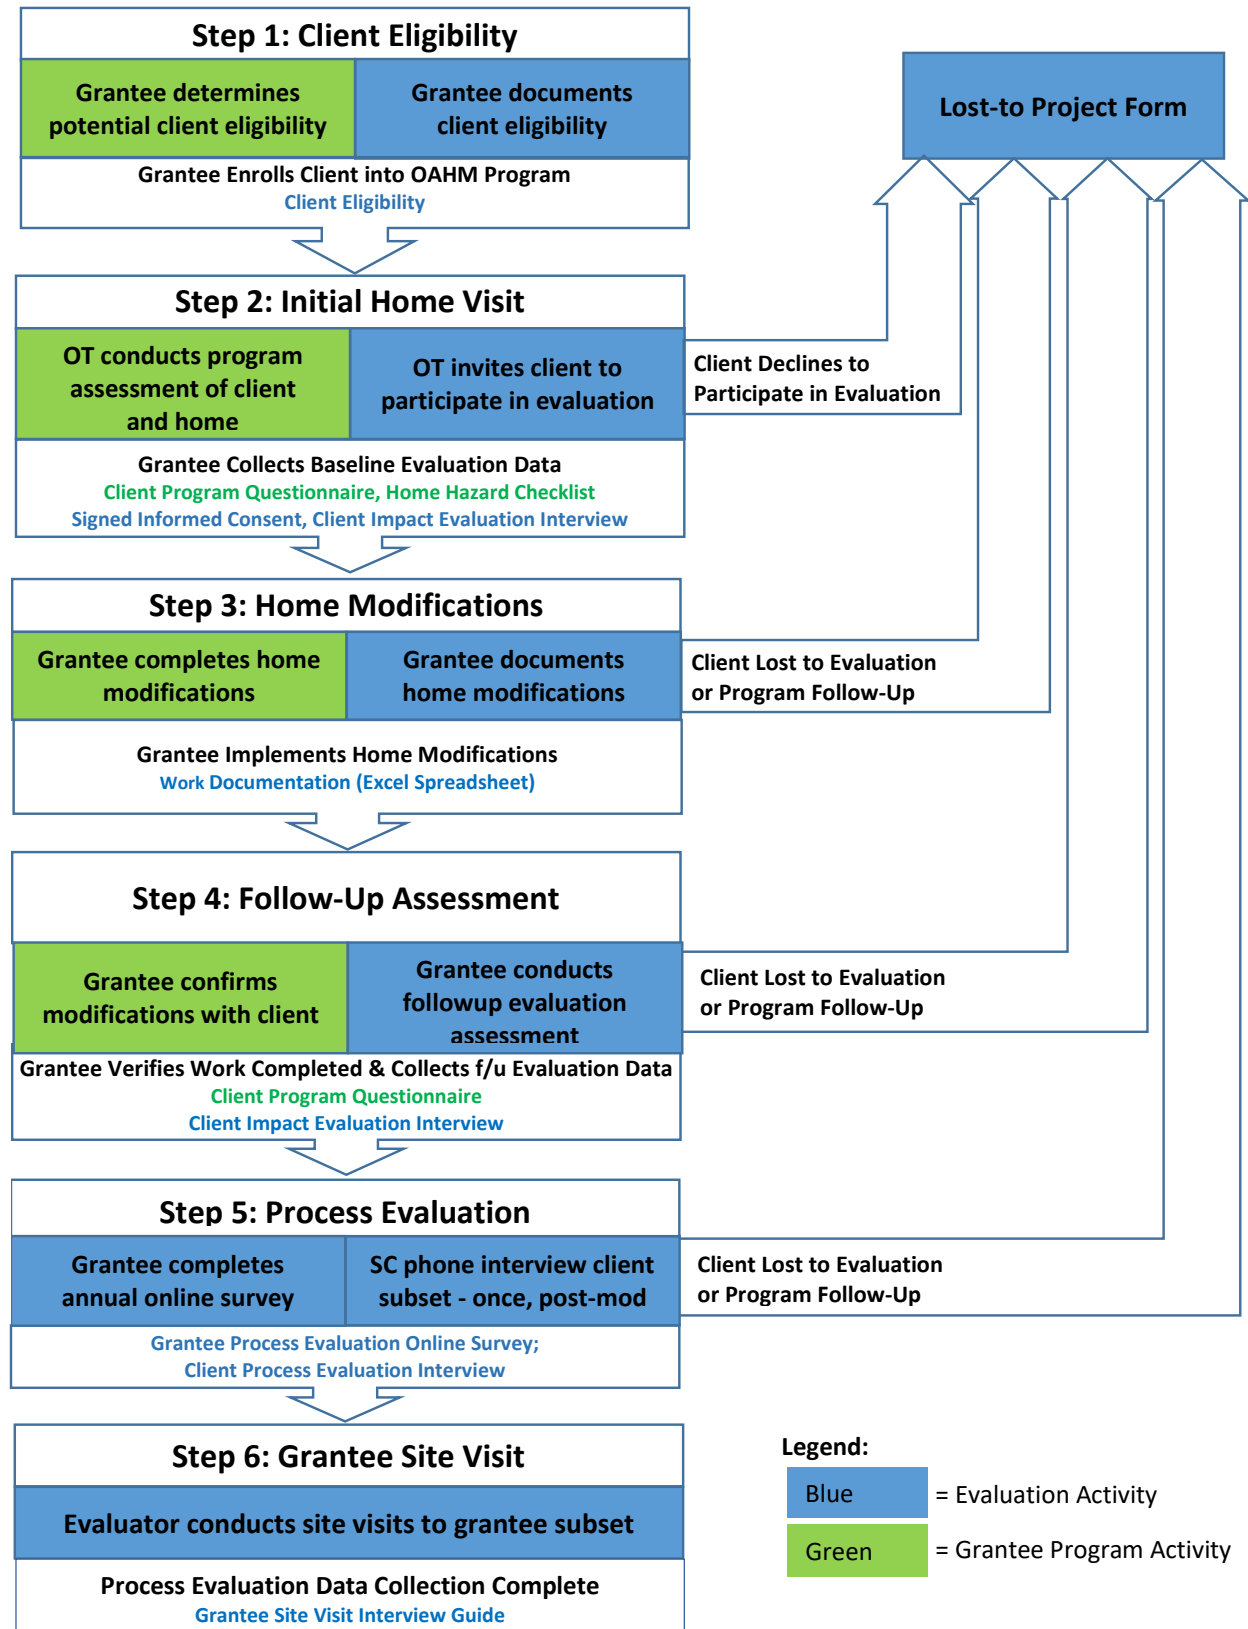 Step 1: Client Eligibility
Grantee determines
potential client eligibility
Grantee documents
client eligibility
Grantee Enrolls Client into OAHM Program
Client Eligibility
Lost-to Project Form
Step 2: Initial Home Visit
OT conducts program
assessment of client
and home
OT invites client to
participate in evaluation
Client Declines to
Participate in Evaluation
Grantee Collects Baseline Evaluation Data
Client Program Questionnaire, Home Hazard Checklist
Signed Informed Consent, Client Impact Evaluation Interview
Step 3: Home Modifications
Grantee completes home
modifications
Grantee documents
home modifications
Client Lost to Evaluation
or Program Follow-Up
Grantee Implements Home Modifications
Work Documentation (Excel Spreadsheet)
Step 4: Follow-Up Assessment
Grantee confirms
modifications with client
Grantee conducts
followup evaluation
assessment
Client Lost to Evaluation
or Program Follow-Up
Grantee Verifies Work Completed & Collects f/u Evaluation Data
Client Program Questionnaire
Client Impact Evaluation Interview
Step 5: Process Evaluation
Grantee completes
annual online survey
SC phone interview client
subset - once, post-mod
Client Lost to Evaluation
or Program Follow-Up
Grantee Process Evaluation Online Survey;
Client Process Evaluation Interview
Step 6: Grantee Site Visit
Evaluator conducts site visits to grantee subset
Process Evaluation Data Collection Complete
Grantee Site Visit Interview Guide
Legend:
Blue = Evaluation Activity
Green = Grantee Program Activity